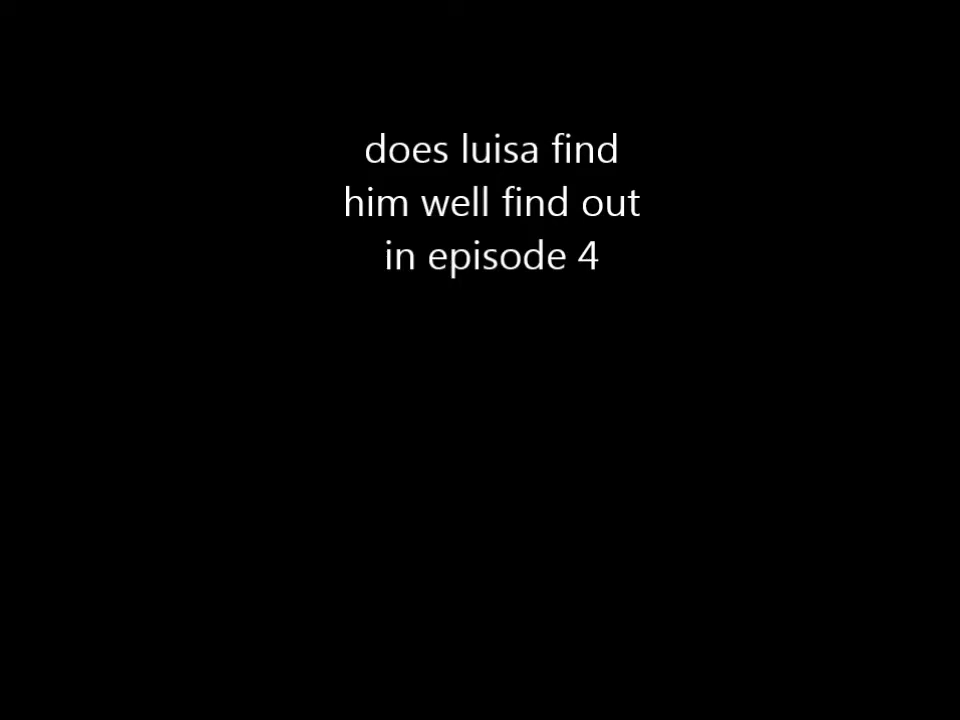 does luisa find
him well find out
in episode 4